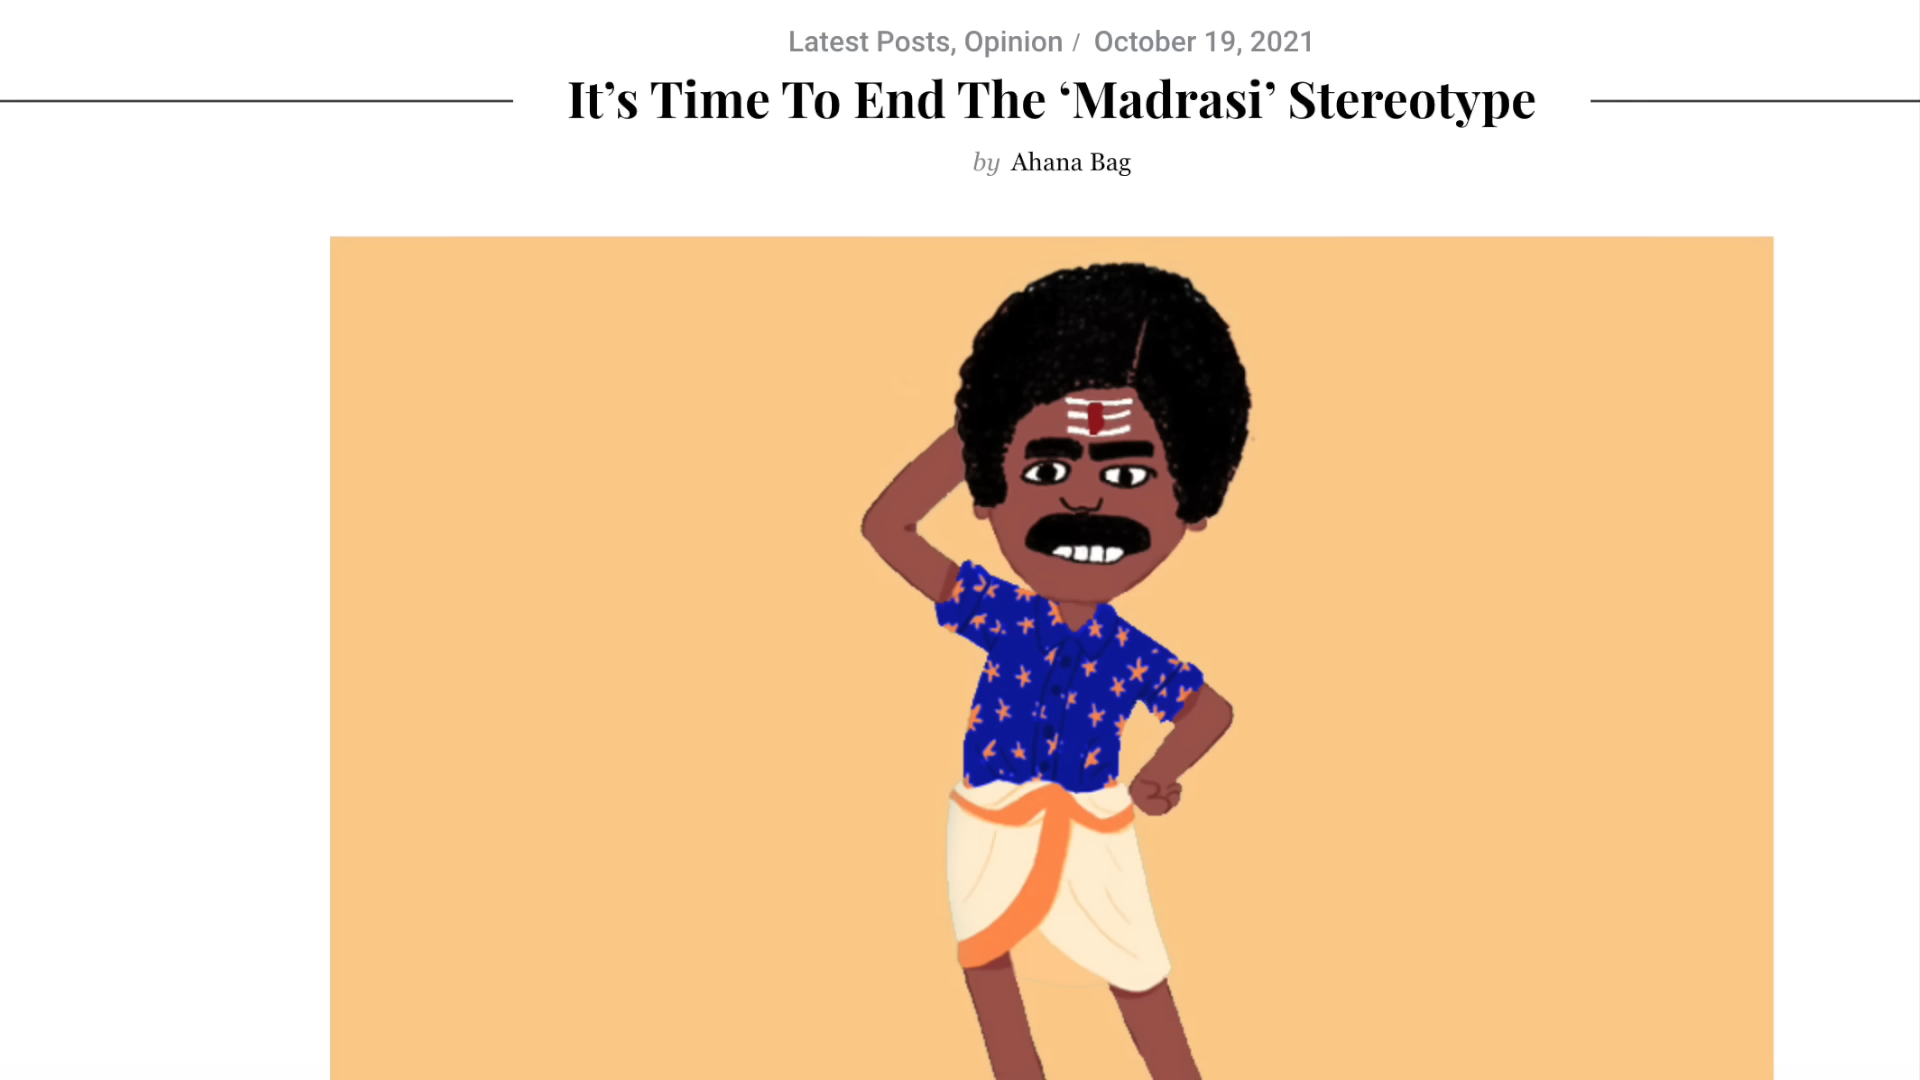 Latest Posts, Opinion / October 19, 2021
It’s Time To End The ‘Madrasi’ Stereotype
by Ahana Bag